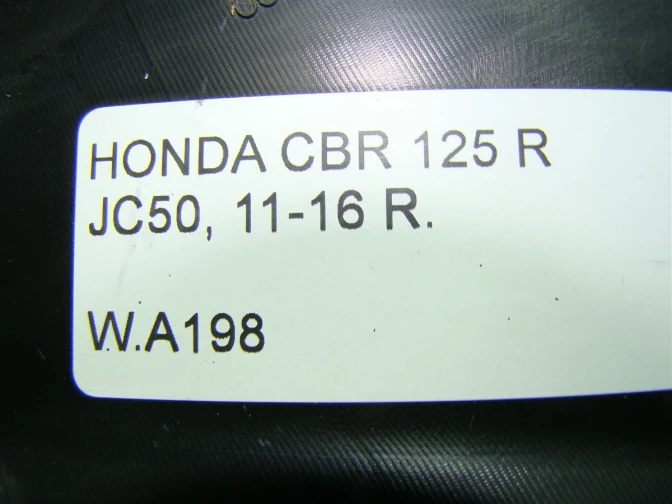 HONDA CBR 125 R
JC50, 11-16 R.
W.A198